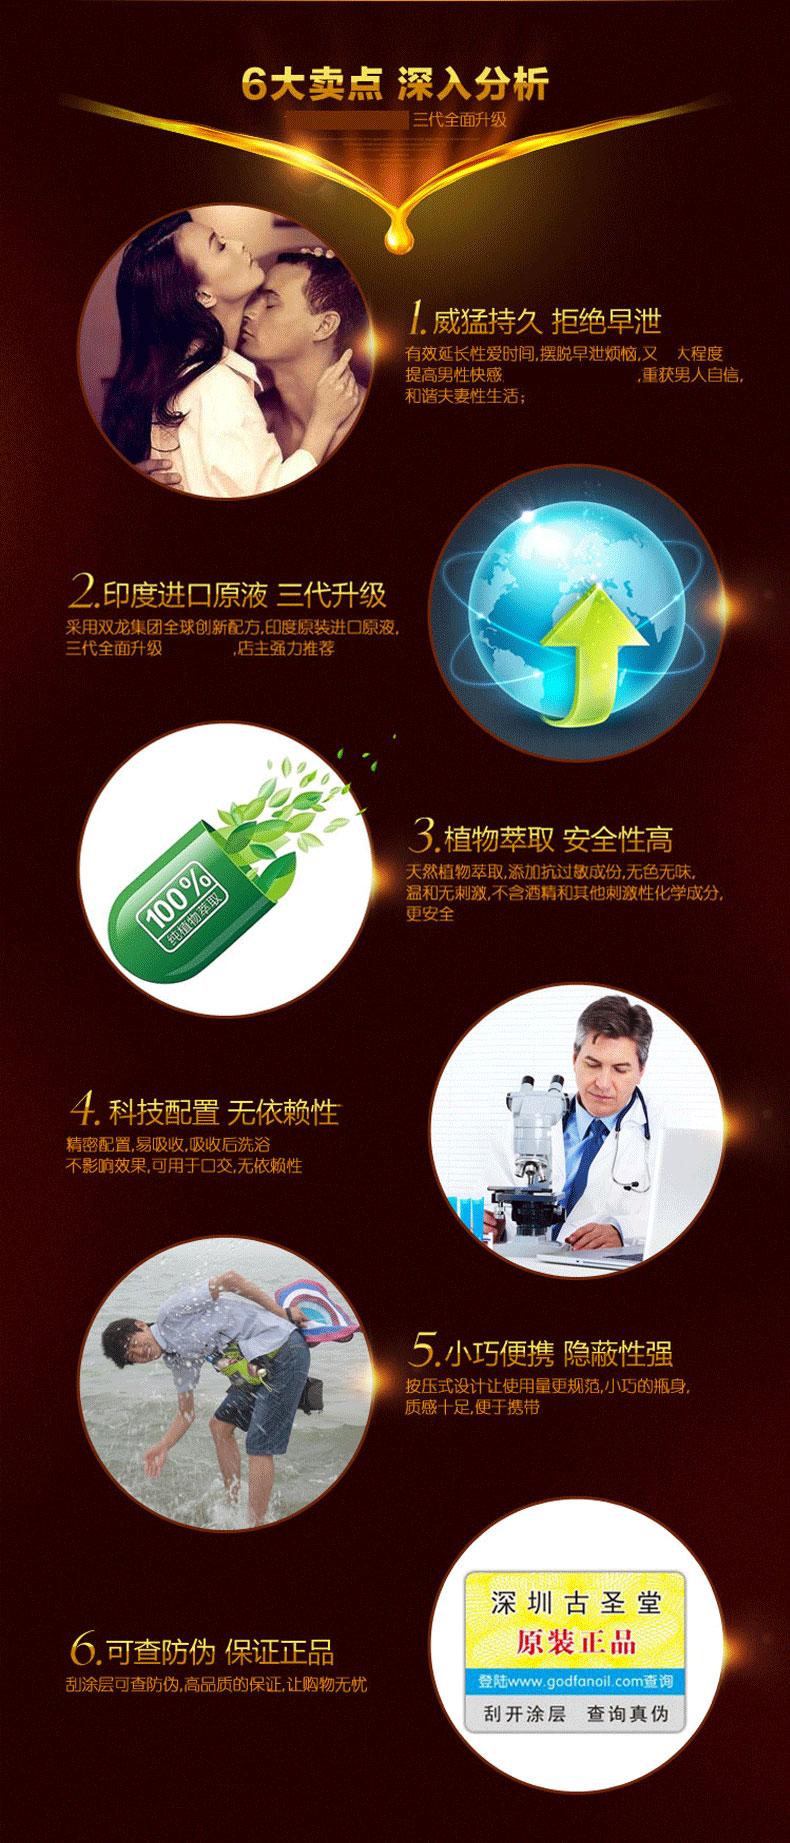 6大卖点 深入分析
三代全面升级
1.威猛持久 拒绝早泄
有效延长性爱时间,摆脱早泄烦恼,又 大程度
提高男性快感 ,重获男人自信,
和谐夫妻性生活;
2.印度进口原液 三代升级
采用双龙集团全球创新配方,印度原装进口原液,
三代全面升级 ,店主强力推荐
100%
纯植物萃取
3.植物萃取 安全性高
天然植物萃取,添加抗过敏成份,无色无味,
温和无刺激,不含酒精和其他刺激性化学成分,
更安全
4.科技配置 无依赖性
精密配置,易吸收,吸收后洗浴
不影响效果,可用于口交,无依赖性
5.小巧便携 隐蔽性强
按压式设计让使用量更规范,小巧的瓶身,
质感十足,便于携带
6.可查防伪 保证正品
刮涂层可查防伪,高品质的保证,让购物无忧
深圳古圣堂
原装正品
登陆www.godfanoil.com查询
刮开涂层 查询真伪